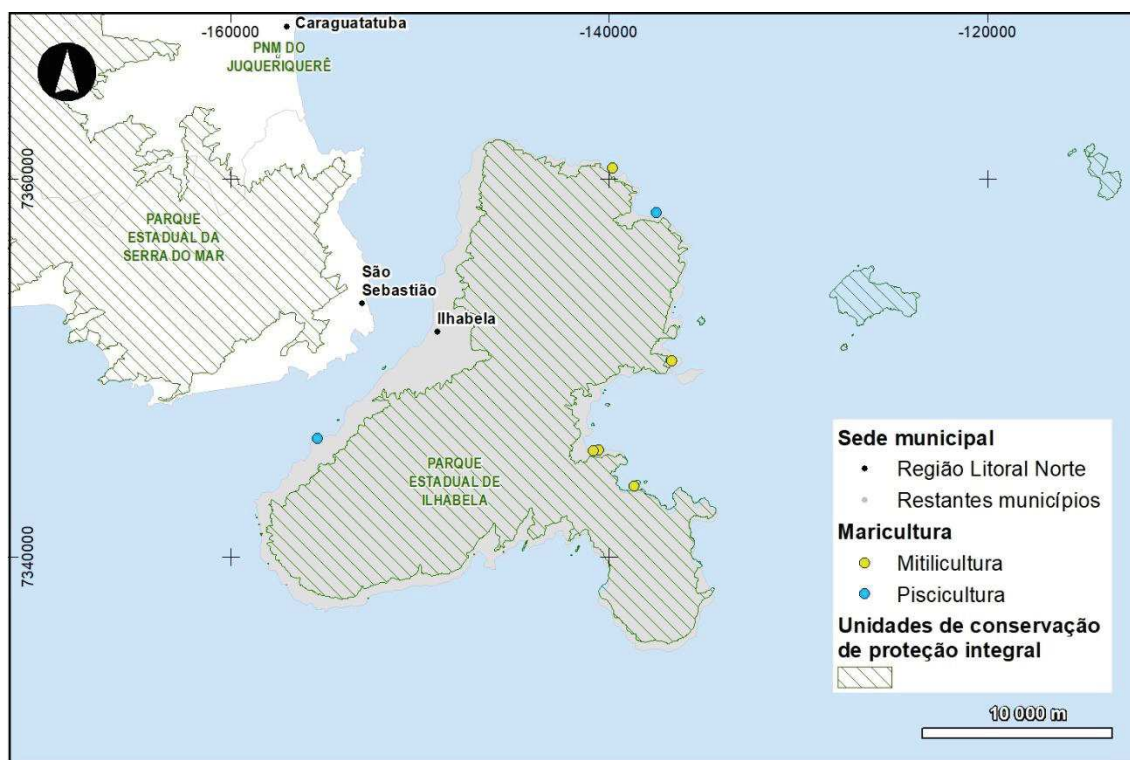 Caraguatatuba
-160000
-140000
-120000
PNM DO
JUQUERIQUERÊ
7360000
PARQUE
ESTADUAL DA
SERRA DO MAR
São
Sebastião
Ilhabela
PARQUE
ESTADUAL DE
ILHABELA
7340000
Sede municipal
Região Litoral Norte
Restantes municípios
Maricultura
Mitilicultura
Piscicultura
Unidades de conservação
de proteção integral
10 000 m